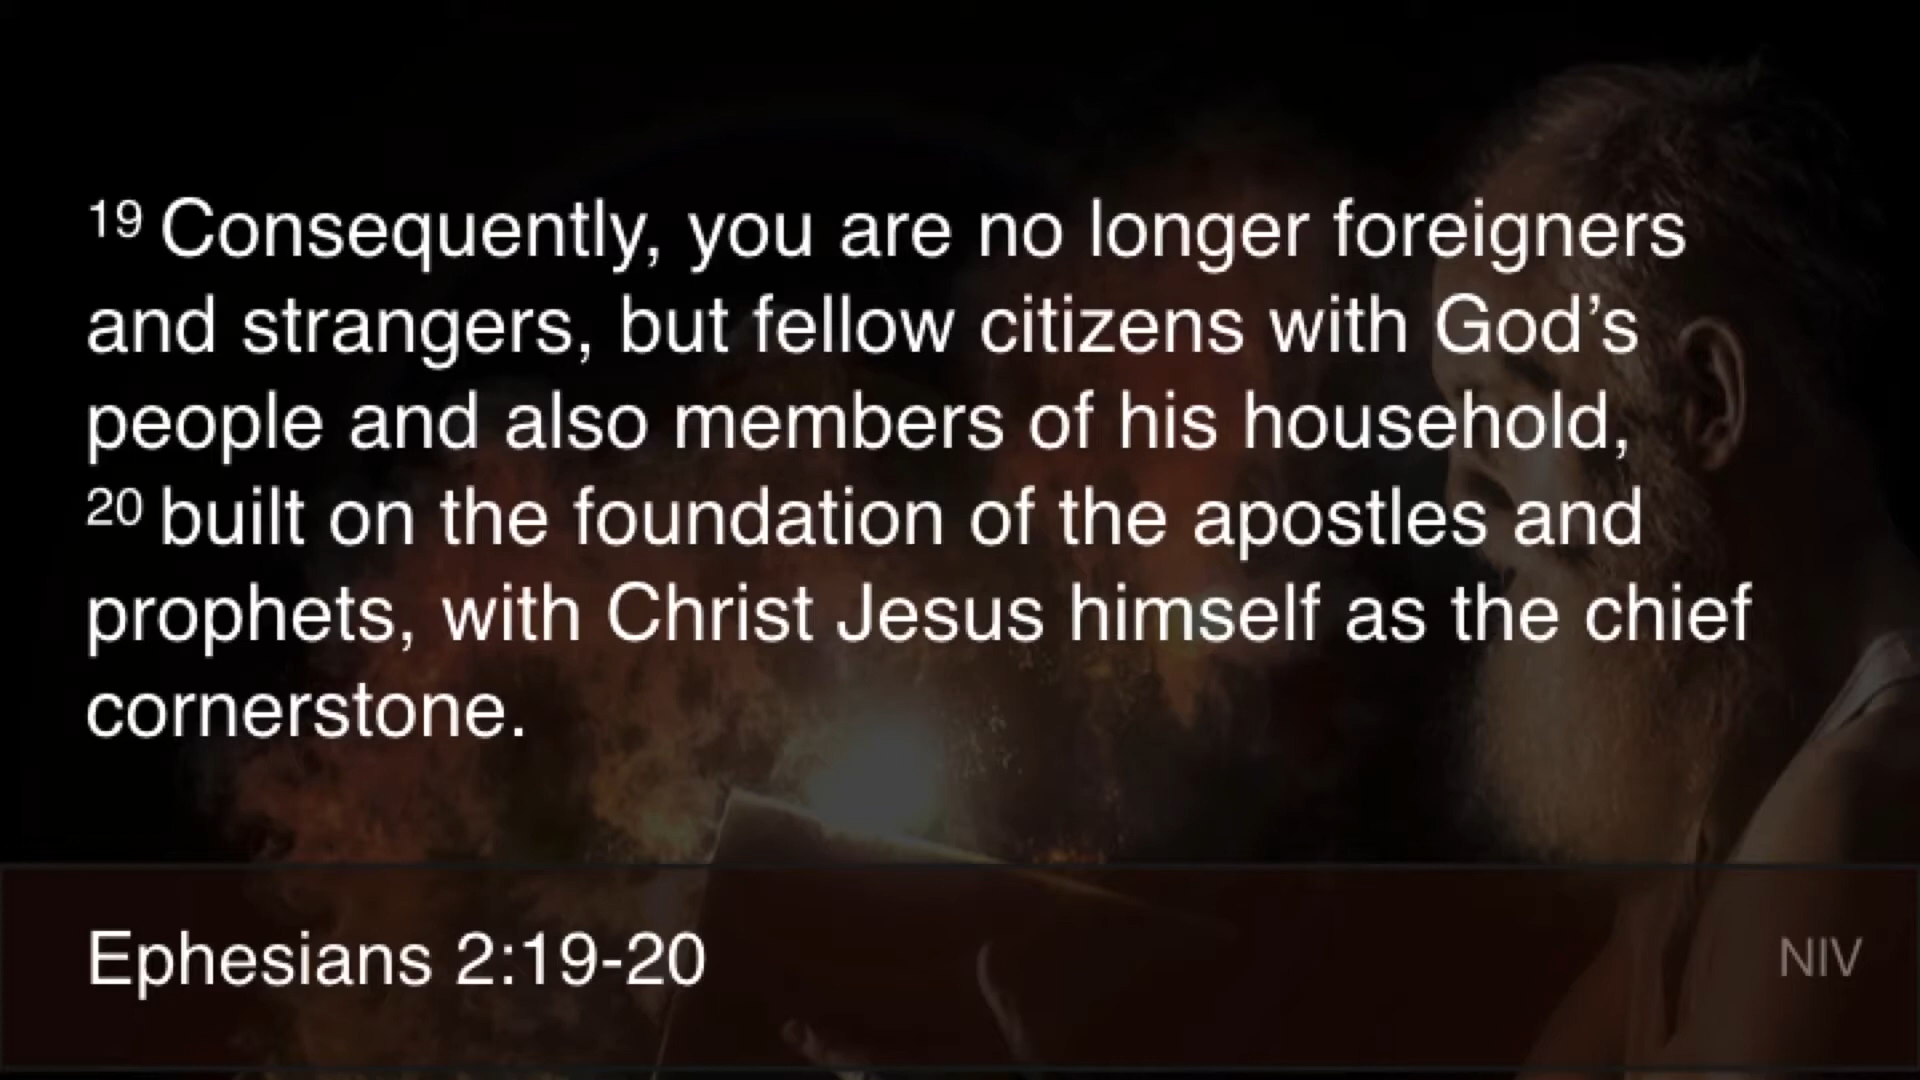 19 Consequently, you are no longer foreigners
and strangers, but fellow citizens with God’s
people and also members of his household,
20 built on the foundation of the apostles and
prophets, with Christ Jesus himself as the chief
cornerstone.
Ephesians 2:19-20
NIV